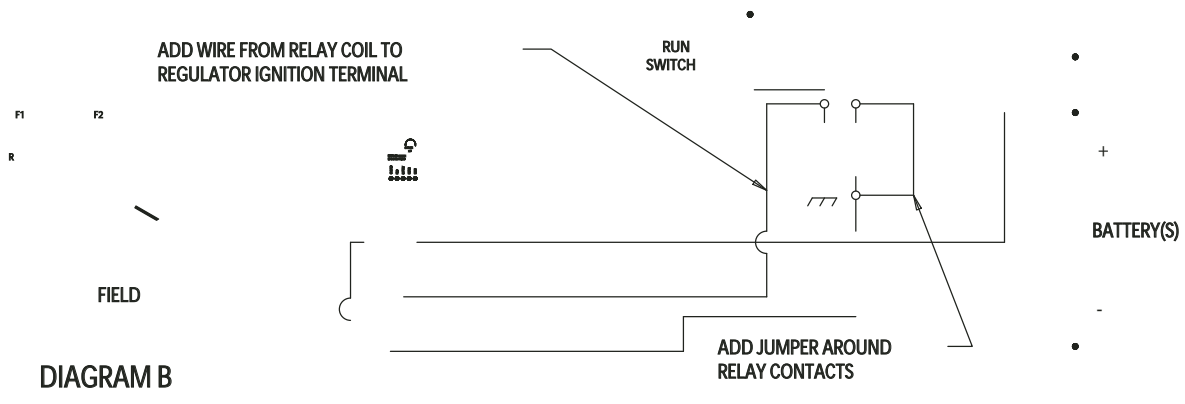 ADD WIRE FROM RELAY COIL TO
REGULATOR IGNITION TERMINAL
RUN
SWITCH
F1
F2
R
+
BATTERY(S)
FIELD
-
ADD JUMPER AROUND
RELAY CONTACTS
DIAGRAM B